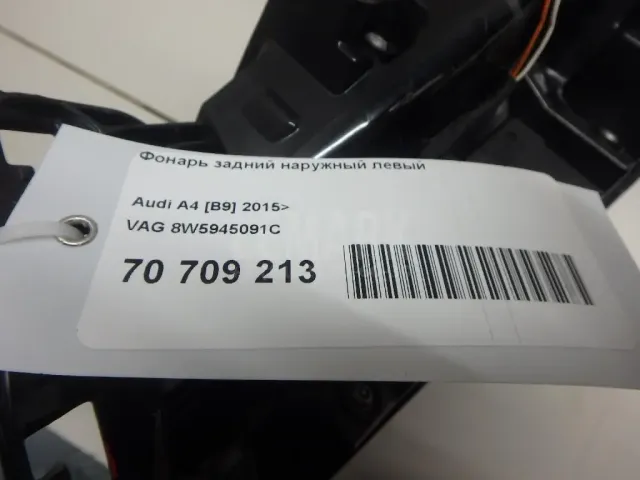 Фонарь задний наружный левый
Audi A4 [B9] 2015>
VAG 8W5945091C
70 709 213